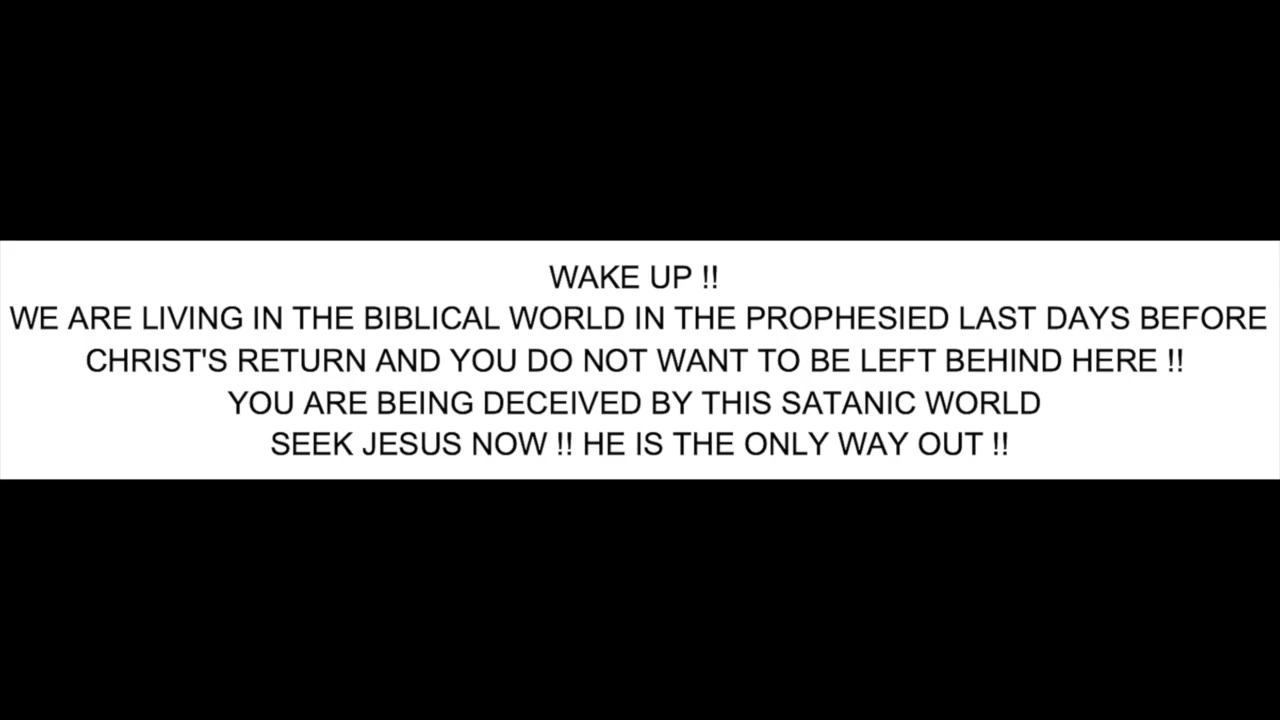 WAKE UP !!
WE ARE LIVING IN THE BIBLICAL WORLD IN THE PROPHESIED LAST DAYS BEFORE
CHRIST'S RETURN AND YOU DO NOT WANT TO BE LEFT BEHIND HERE !!
YOU ARE BEING DECEIVED BY THIS SATANIC WORLD
SEEK JESUS NOW !! HE IS THE ONLY WAY OUT !!